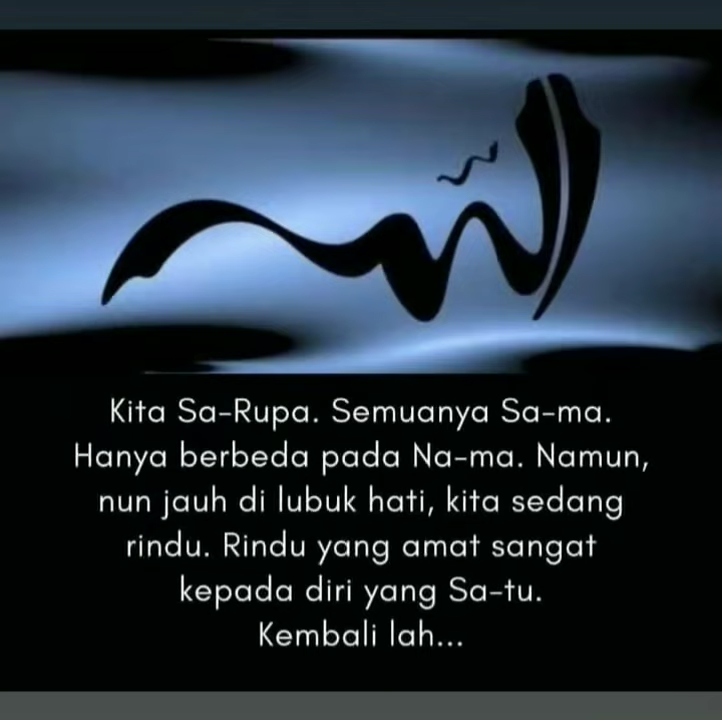 Kita Sa-Rupa. Semuanya Sa-ma.
Hanya berbeda pada Na-ma. Namun,
nun jauh di lubuk hati, kita sedang
rindu. Rindu yang amat sangat
kepada diri yang Sa-tu.
Kembali lah...